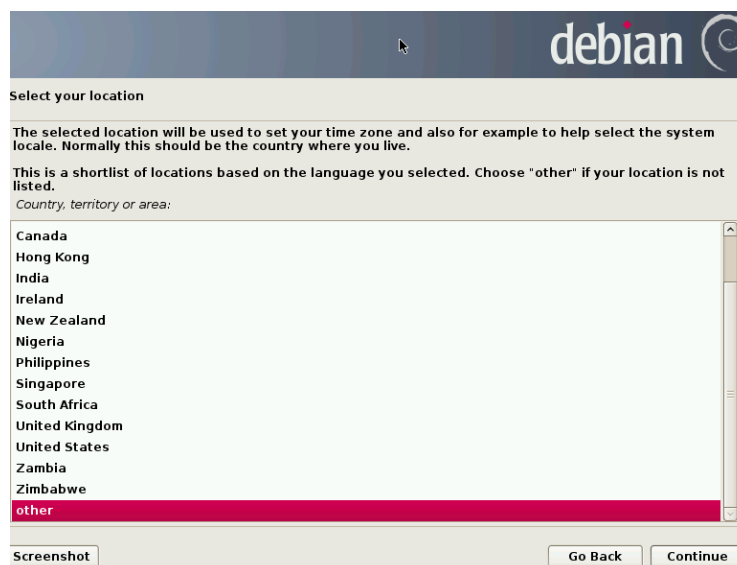 debian
Select your location
The selected location will be used to set your time zone and also for example to help select the system
locale. Normally this should be the country where you live.
This is a shortlist of locations based on the language you selected. Choose "other" if your location is not
listed.
Country, territory or area:
Canada
Hong Kong
India
Ireland
New Zealand
Nigeria
Philippines
Singapore
South Africa
United Kingdom
United States
Zambia
Zimbabwe
other
Screenshot
Go Back
Continue